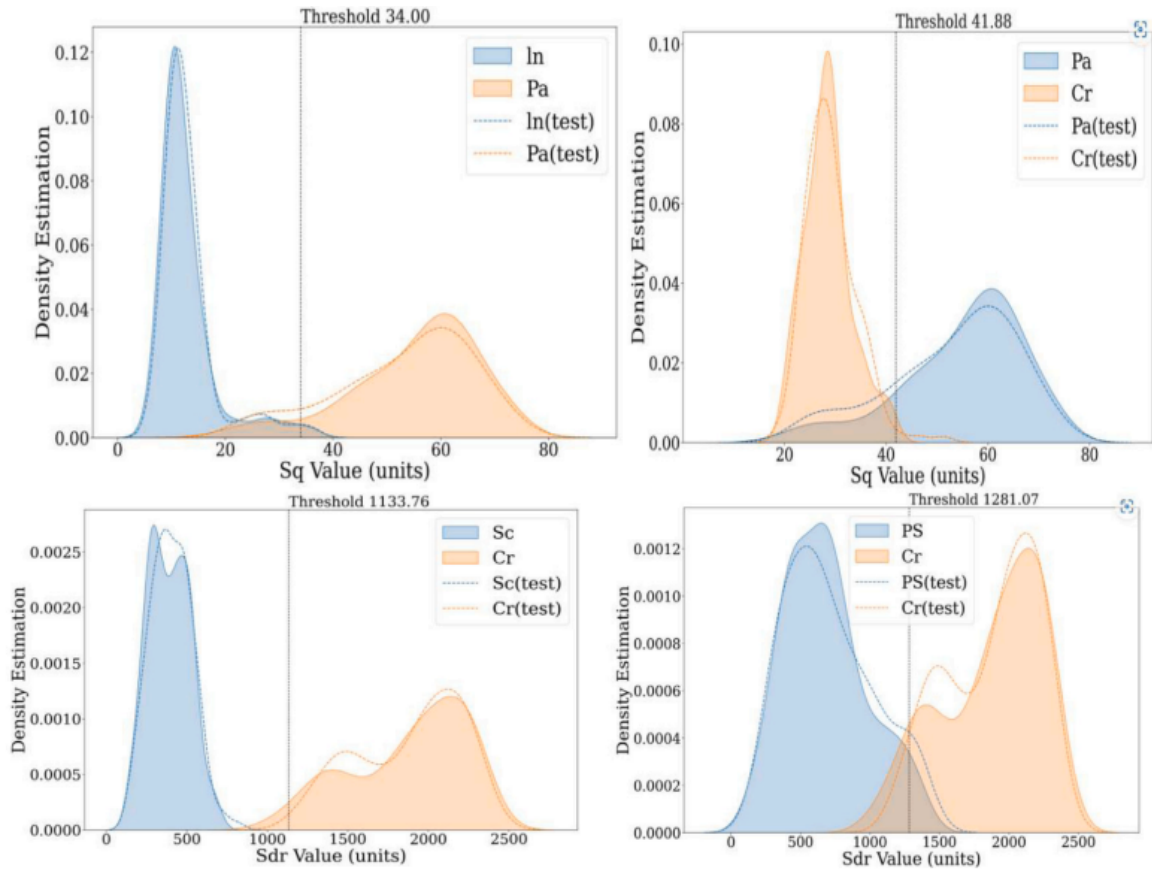 Threshold 34.00
0.12
0.10
0.08
0.06
0.04
0.02
0.00
Density Estimation
ln
Pa
ln(test)
Pa(test)
0 20 40 60 80
Sq Value (units)
Threshold 41.88
0.10
0.08
0.06
0.04
0.02
0.00
Density Estimation
Pa
Cr
Pa(test)
Cr(test)
20 40 60 80
Sq Value (units)
Threshold 1133.76
0.0025
0.0020
0.0015
0.0010
0.0005
0.0000
Density Estimation
Sc
Cr
Sc(test)
Cr(test)
0 500 1000 1500 2000 2500
Sdr Value (units)
Threshold 1281.07
0.0012
0.0010
0.0008
0.0006
0.0004
0.0002
0.0000
Density Estimation
PS
Cr
PS(test)
Cr(test)
0 500 1000 1500 2000 2500
Sdr Value (units)